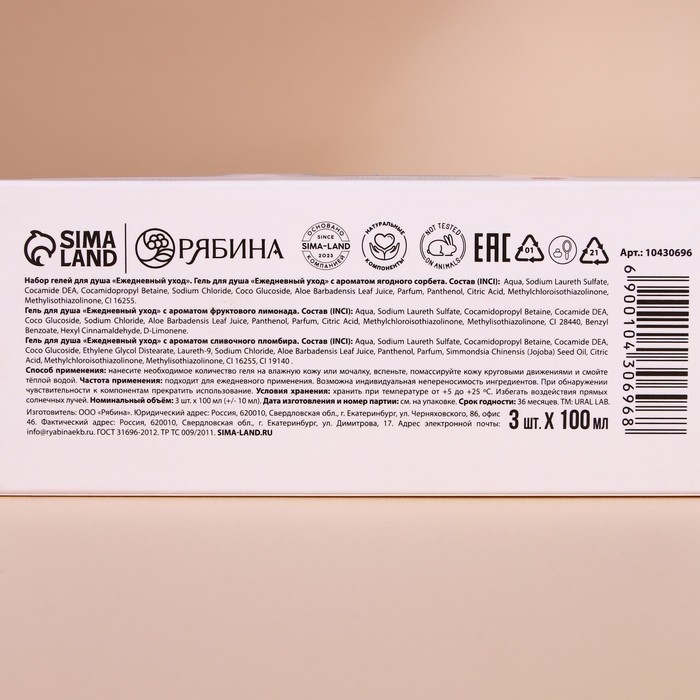 SIMA LAND
РЯБИНА
ОСНОВАНО КОМПАНИЕЙ
SINCE
SIMA-LAND
2023
НАТУРАЛЬНЫЕ КОМПОНЕНТЫ
NOT TESTED ON ANIMALS
EAC
01
21
Арт.: 10430696
Набор гелей для душа «Ежедневный уход». Гель для душа «Ежедневный уход» с ароматом ягодного сорбета. Состав (INCI): Aqua, Sodium Laureth Sulfate,
Cocamide DEA, Cocamidopropyl Betaine, Sodium Chloride, Coco Glucoside, Aloe Barbadensis Leaf Juice, Parfum, Panthenol, Citric Acid, Methylchloroisothiazolinone,
Methylisothiazolinone, CI 16255.
Гель для душа «Ежедневный уход» с ароматом фруктового лимонада. Состав (INCI): Aqua, Sodium Laureth Sulfate, Cocamidopropyl Betaine, Cocamide DEA,
Coco Glucoside, Sodium Chloride, Aloe Barbadensis Leaf Juice, Panthenol, Parfum, Citric Acid, Methylchloroisothiazolinone, Methylisothiazolinone, CI 28440, Benzyl
Benzoate, Hexyl Cinnamaldehyde, D-Limonene.
Гель для душа «Ежедневный уход» с ароматом сливочного пломбира. Состав (INCI): Aqua, Sodium Laureth Sulfate, Cocamidopropyl Betaine, Cocamide DEA,
Coco Glucoside, Ethylene Glycol Distearate, Laureth-9, Sodium Chloride, Aloe Barbadensis Leaf Juice, Panthenol, Parfum, Simmondsia Chinensis (Jojoba) Seed Oil, Citric
Acid, Methylchloroisothiazolinone, Methylisothiazolinone, CI 16255, CI 19140 .
Способ применения: нанесите необходимое количество геля на влажную кожу или мочалку, вспеньте, помассируйте кожу круговыми движениями и смойте
тёплой водой. Частота применения: подходит для ежедневного применения. Возможна индивидуальная непереносимость ингредиентов. При обнаружении
чувствительности к компонентам прекратить использование. Условия хранения: хранить при температуре от +5 до +25 ºС. Избегать воздействия прямых
солнечных лучей. Номинальный объём: 3 шт. х 100 мл (+/- 10 мл). Дата изготовления и номер партии: см. на упаковке. Срок годности: 36 месяцев. ТМ: URAL LAB.
Изготовитель: ООО «Рябина». Юридический адрес: Россия, 620010, Свердловская обл., г. Екатеринбург, ул. Черняховского, 86, офис
46. Фактический адрес: Россия, 620010, Свердловская обл., г. Екатеринбург, ул. Димитрова, 17. Адрес электронной почты:
info@ryabinaekb.ru. ГОСТ 31696-2012. ТР ТС 009/2011. SIMA-LAND.RU
3 шт. X 100 мл
6900104306968